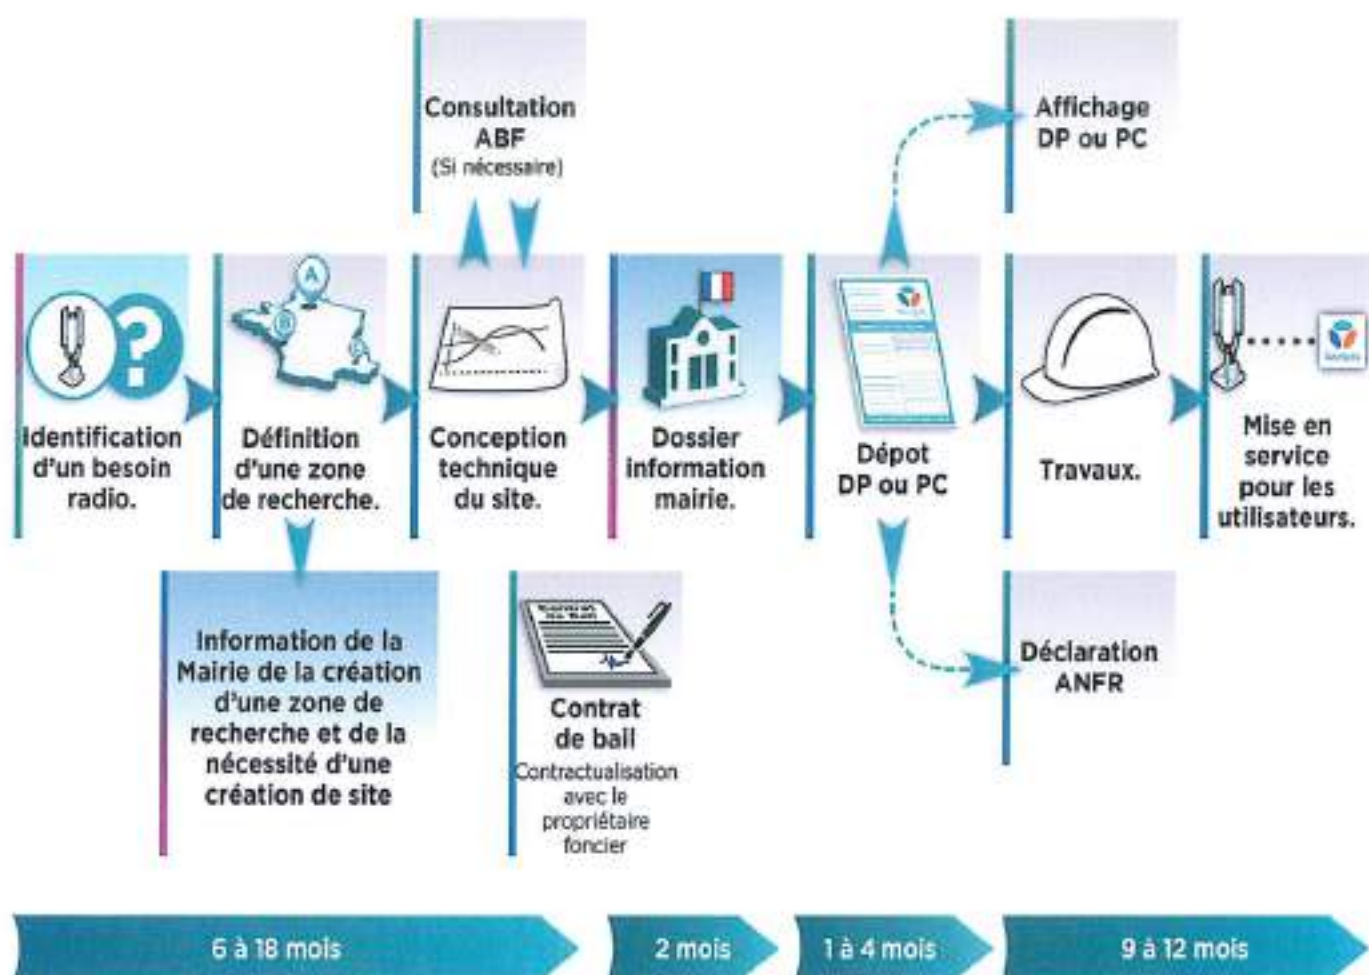 Consultation
ABF
(Si nécessaire)
Affichage
DP ou PC
A
B
?
Identification
d'un besoin
radio.
Définition
d'une zone
de recherche.
Conception
technique
du site.
Dossier
information
mairie.
Dépot
DP ou PC
Travaux.
Mise en
service
pour les
utilisateurs.
Information de la
Mairie de la création
d'une zone de
recherche et de la
nécessité d'une
création de site
Contrat
de bail
Contractualisation
avec le
propriétaire
foncier
Déclaration
ANFR
6 à 18 mois
2 mois
1 à 4 mois
9 à 12 mois